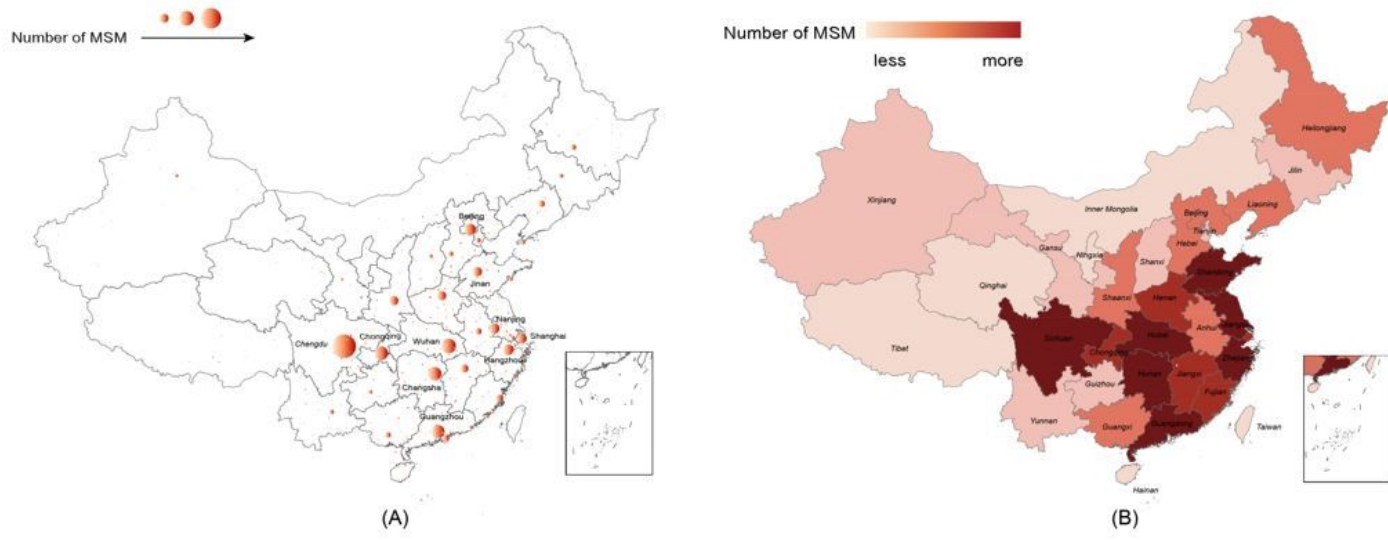 Number of MSM
Beijing
Jinan
Nanjing
Shanghai
Chengdu
Chongqing
Wuhan
Hangzhou
Changsha
Guangzhou
(A)
Number of MSM
less more
Heilongjiang
Jilin
Xinjiang
Inner Mongolia
Liaoning
Beijing
Tianjin
Hebei
Gansu
Ningxia
Shanxi
Shandong
Qinghai
Shaanxi
Henan
Anhui
Jiangsu
Tibet
Sichuan
Chongqing
Hubei
Zhejiang
Hunan
Jiangxi
Guizhou
Fujian
Yunnan
Guangxi
Guangdong
Taiwan
Hainan
(B)